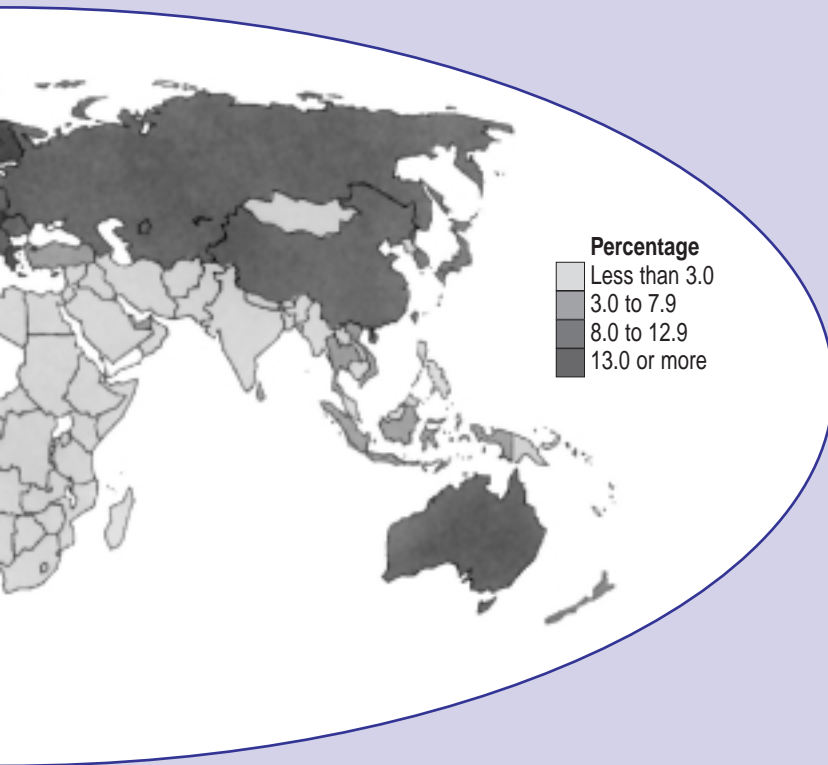 Percentage
Less than 3.0
3.0 to 7.9
8.0 to 12.9
13.0 or more